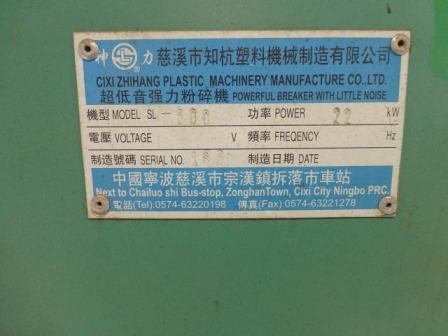 神力® 慈溪市知杭塑料機械制造有限公司
CIXI ZHIHANG PLASTIC MACHINERY MANUFACTURE CO.,LTD.
超低音强力粉碎機 POWERFUL BREAKER WITH LITTLE NOISE
機型 MODEL SL- 功率 POWER 22 kW
電壓 VOLTAGE V 頻率 FREQENCY Hz
制造號碼 SERIAL NO. 制造日期 DATE
中國寧波慈溪市宗漢鎮拆落市車站
Next to Chailuo shi Bus-stop, ZonghanTown, Cixi City Ningbo PRC.
電話(Tel):0574-63220198 傳真(Fax):0574-63221278